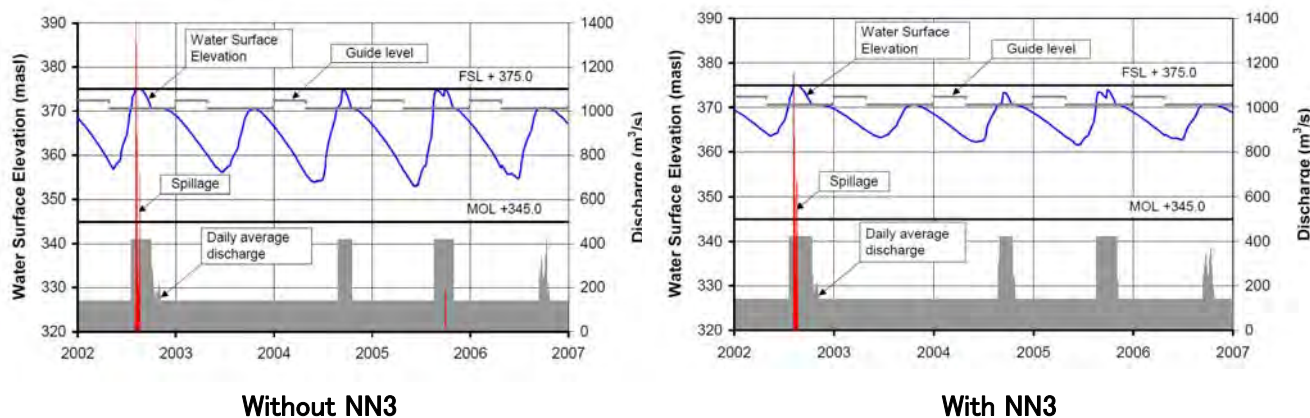 390
380
370
360
350
340
330
320
Water Surface Elevation (masl)
1400
1200
1000
800
600
400
200
0
Discharge (m³/s)
Water Surface
Elevation
Guide level
FSL + 375.0
Spillage
MOL +345.0
Daily average
discharge
2002
2003
2004
2005
2006
2007
Without NN3
390
380
370
360
350
340
330
320
Water Surface Elevation (masl)
1400
1200
1000
800
600
400
200
0
Discharge (m³/s)
Water Surface
Elevation
Guide level
FSL + 375.0
Spillage
MOL +345.0
Daily average
discharge
2002
2003
2004
2005
2006
2007
With NN3